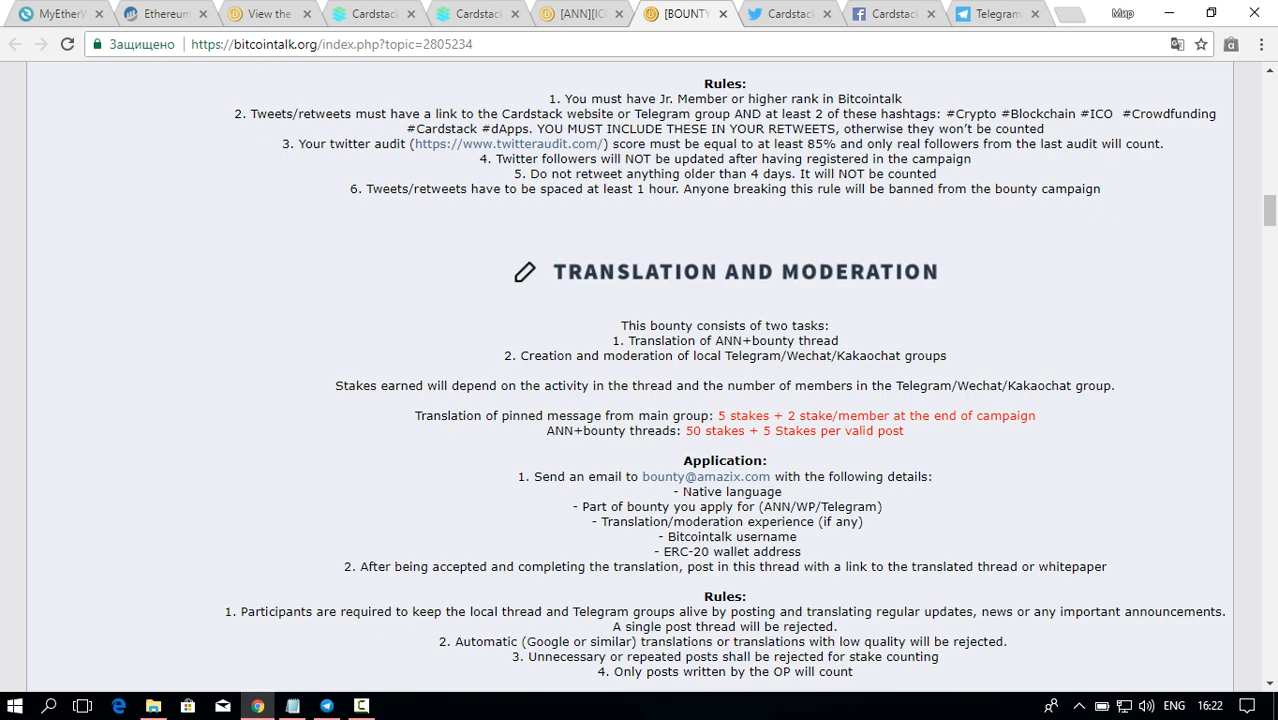 MyEtherW
Ethereum
View the
Cardstack
Cardstack
[ANN][IC
[BOUNTY
Cardstac
Cardstac
Telegram
Мир
Защищено
https://bitcointalk.org/index.php?topic=2805234
Rules:
1. You must have Jr. Member or higher rank in Bitcointalk
2. Tweets/retweets must have a link to the Cardstack website or Telegram group AND at least 2 of these hashtags: #Crypto #Blockchain #ICO #Crowdfunding
#Cardstack #dApps. YOU MUST INCLUDE THESE IN YOUR RETWEETS, otherwise they won't be counted
3. Your twitter audit (https://www.twitteraudit.com/) score must be equal to at least 85% and only real followers from the last audit will count.
4. Twitter followers will NOT be updated after having registered in the campaign
5. Do not retweet anything older than 4 days. It will NOT be counted
6. Tweets/retweets have to be spaced at least 1 hour. Anyone breaking this rule will be banned from the bounty campaign
TRANSLATION AND MODERATION
This bounty consists of two tasks:
1. Translation of ANN+bounty thread
2. Creation and moderation of local Telegram/Wechat/Kakaochat groups
Stakes earned will depend on the activity in the thread and the number of members in the Telegram/Wechat/Kakaochat group.
Translation of pinned message from main group: 5 stakes + 2 stake/member at the end of campaign
ANN+bounty threads: 50 stakes + 5 Stakes per valid post
Application:
1. Send an email to bounty@amazix.com with the following details:
- Native language
- Part of bounty you apply for (ANN/WP/Telegram)
- Translation/moderation experience (if any)
- Bitcointalk username
- ERC-20 wallet address
2. After being accepted and completing the translation, post in this thread with a link to the translated thread or whitepaper
Rules:
1. Participants are required to keep the local thread and Telegram groups alive by posting and translating regular updates, news or any important announcements.
A single post thread will be rejected.
2. Automatic (Google or similar) translations or translations with low quality will be rejected.
3. Unnecessary or repeated posts shall be rejected for stake counting
4. Only posts written by the OP will count
ENG
16:22